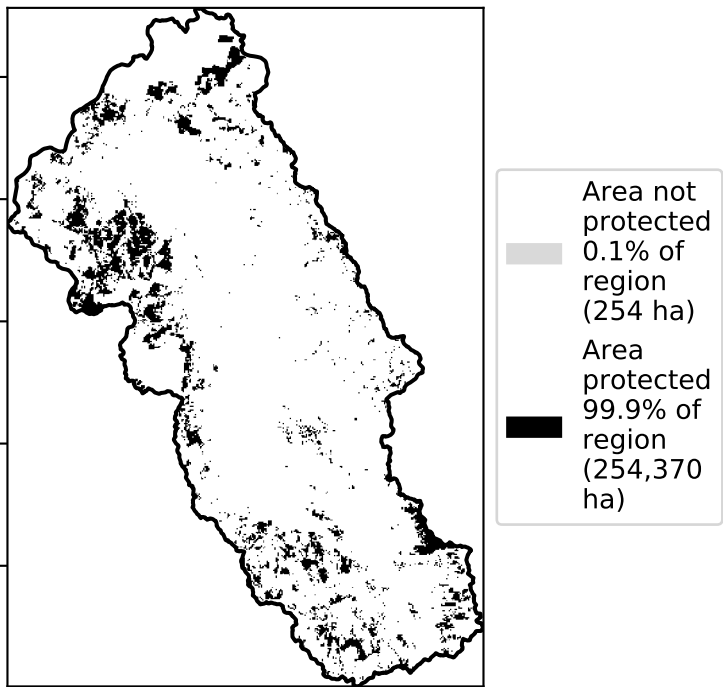 Area not
protected
0.1% of
region
(254 ha)
Area
protected
99.9% of
region
(254,370
ha)